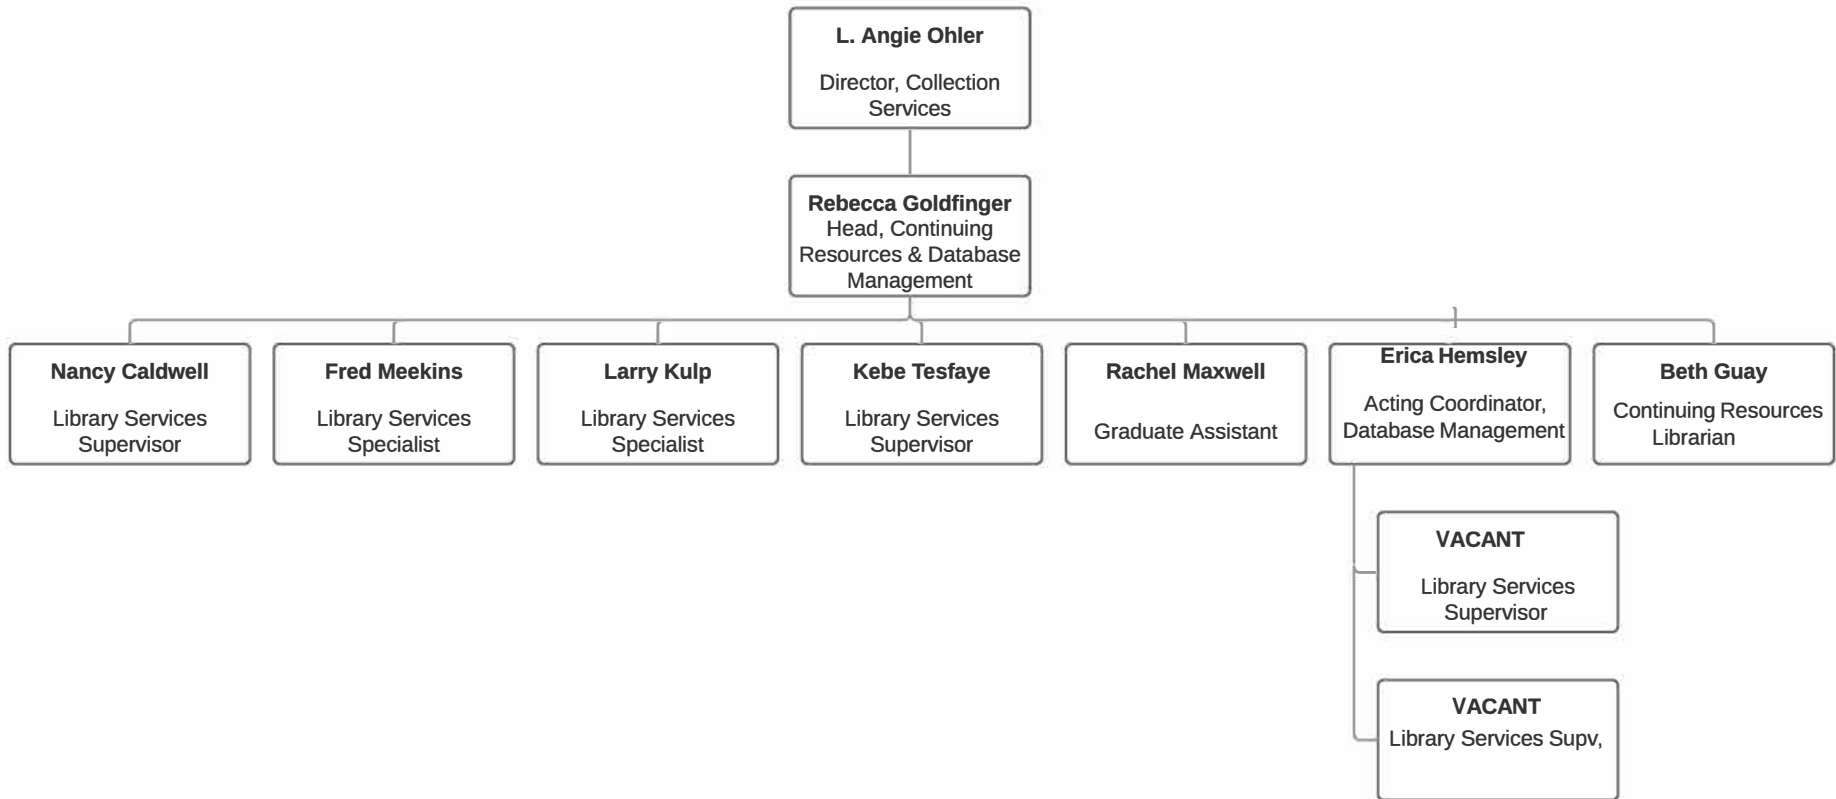 L. Angie Ohler
Director, Collection
Services
Rebecca Goldfinger
Head, Continuing
Resources & Database
Management
Nancy Caldwell
Library Services
Supervisor
Fred Meekins
Library Services
Specialist
Larry Kulp
Library Services
Specialist
Kebe Tesfaye
Library Services
Supervisor
Rachel Maxwell
Graduate Assistant
Erica Hemsley
Acting Coordinator,
Database Management
Beth Guay
Continuing Resources
Librarian
VACANT
Library Services
Supervisor
VACANT
Library Services Supv,